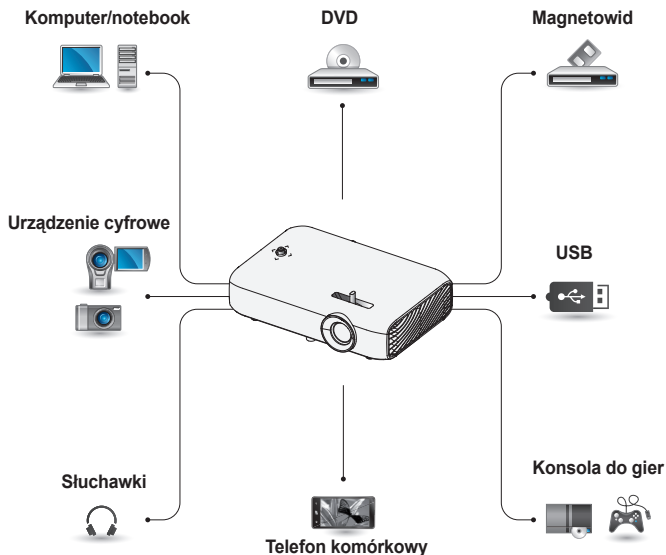 Komputer/notebook
DVD
Magnetowid
Urządzenie cyfrowe
USB
Słuchawki
Konsola do gier
Telefon komórkowy